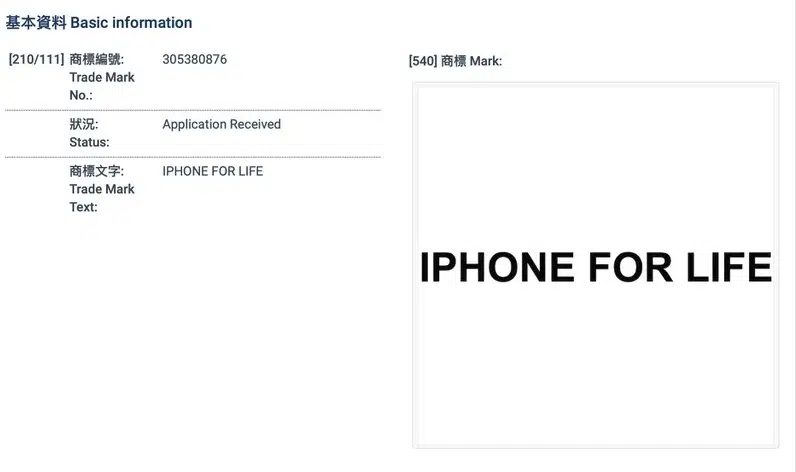 基本資料 Basic information
[210/111] 商標編號: 305380876
Trade Mark
No.:
狀況: Application Received
Status:
商標文字: IPHONE FOR LIFE
Trade Mark
Text:
[540] 商標 Mark:
IPHONE FOR LIFE